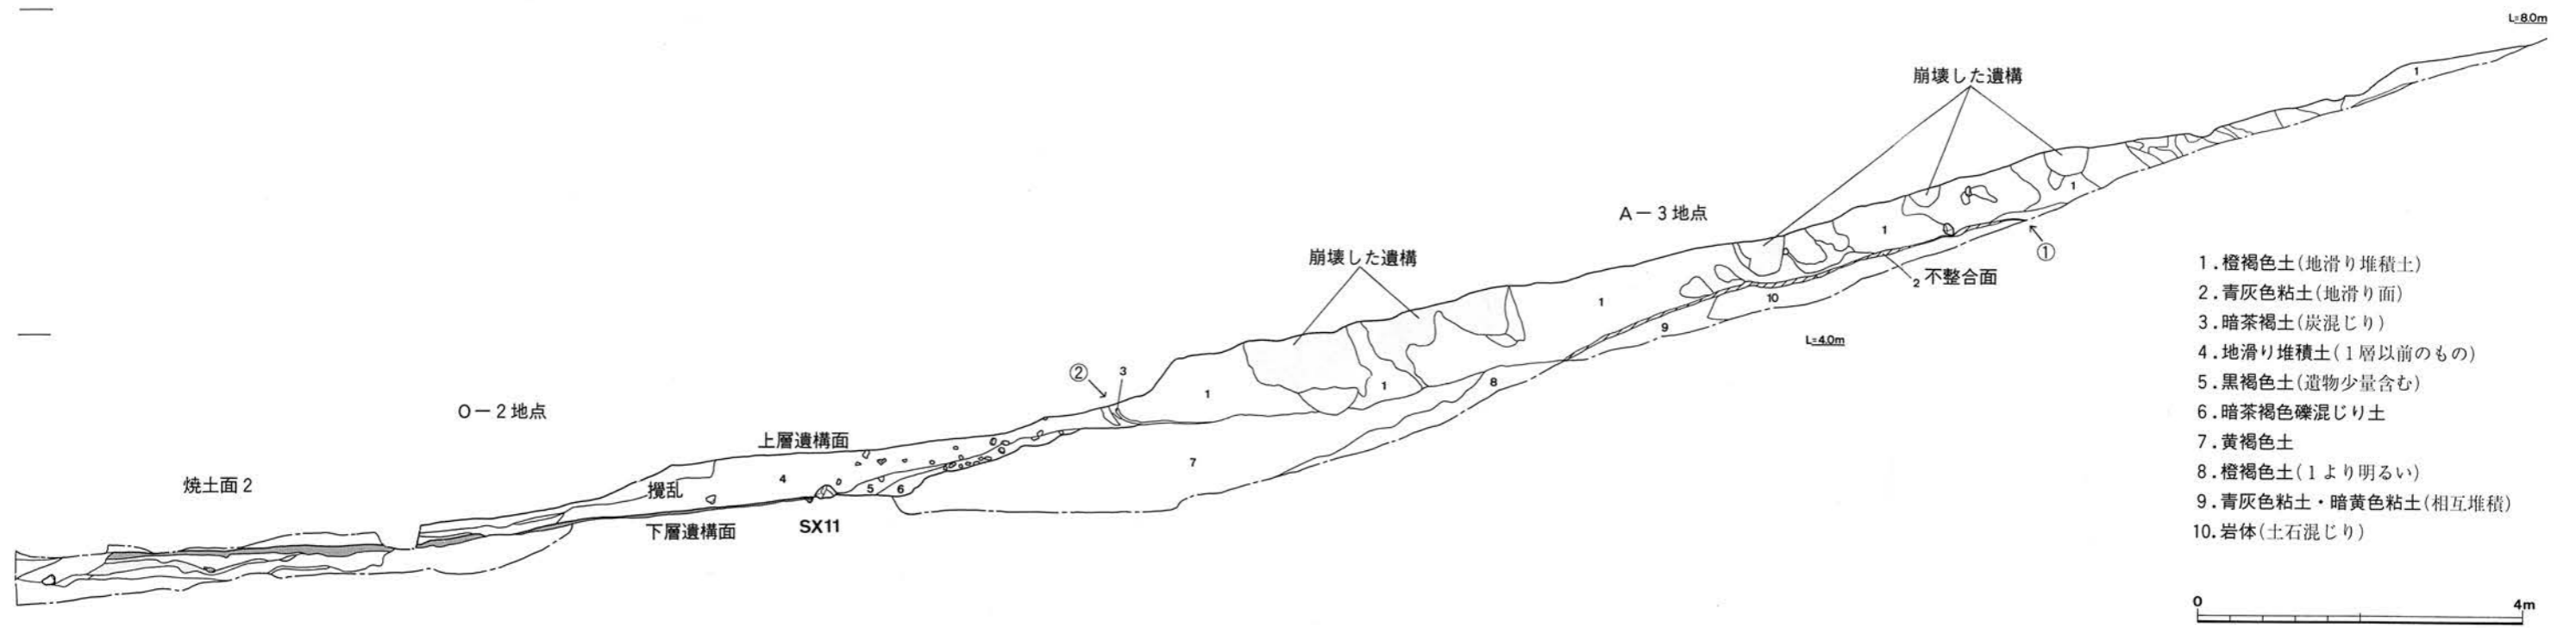 L=8.0m
崩壊した遺構
1
1
A－3地点
1
①
崩壊した遺構
2 不整合面
1
10
9
L=4.0m
② 3
1
1
8
O－2地点
上層遺構面
7
焼土面2
攪乱
4
5
6
下層遺構面
SX11
1．橙褐色土(地滑り堆積土)
2．青灰色粘土(地滑り面)
3．暗茶褐土(炭混じり)
4．地滑り堆積土(1層以前のもの)
5．黒褐色土(遺物少量含む)
6．暗茶褐色礫混じり土
7．黄褐色土
8．橙褐色土(1より明るい)
9．青灰色粘土・暗黄色粘土(相互堆積)
10．岩体(土石混じり)
0 4m